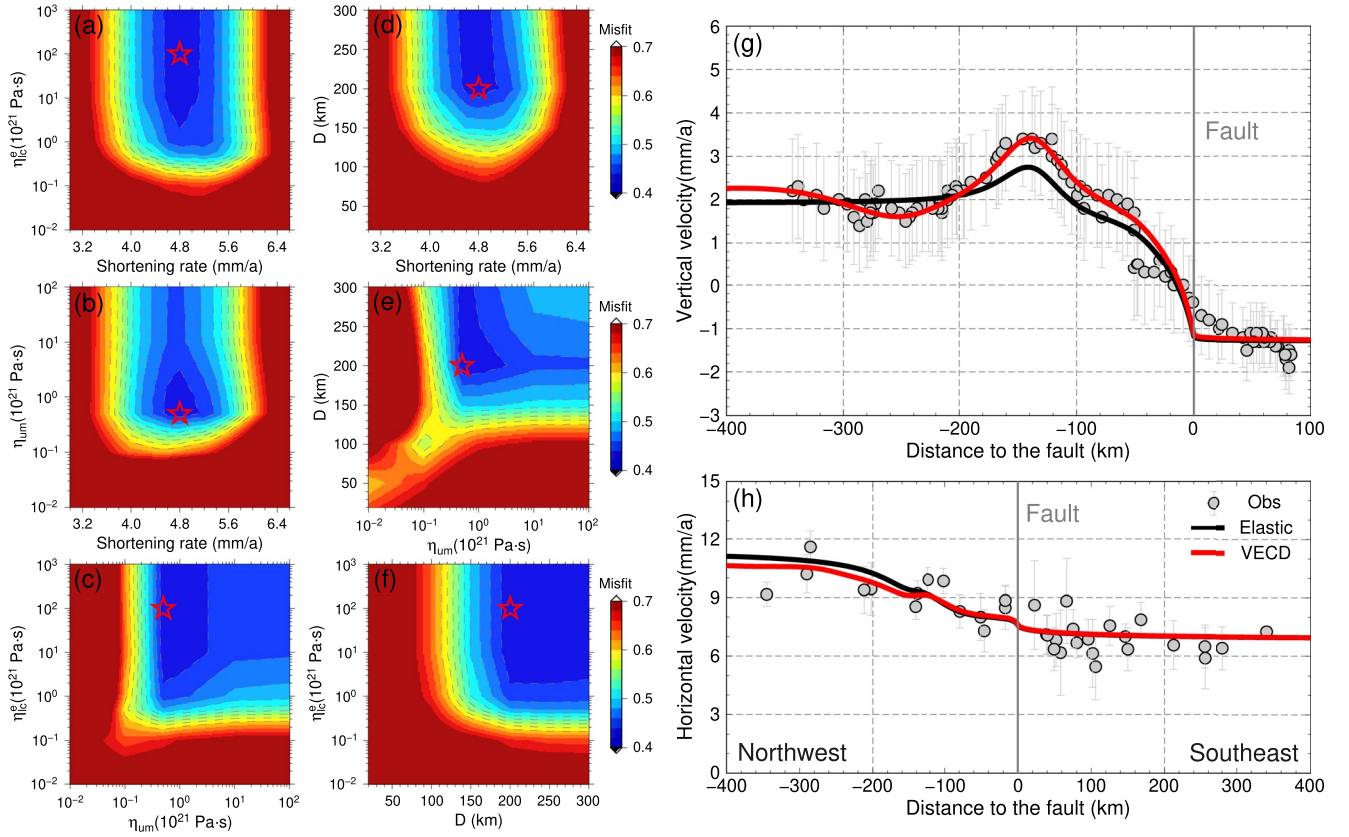 (a)
10³
10²
10¹
10⁰
10⁻¹
10⁻²
ηᵉlc(10²¹ Pa·s)
3.2 4.0 4.8 5.6 6.4
Shortening rate (mm/a)
(d)
300
250
200
150
100
50
D (km)
3.2 4.0 4.8 5.6 6.4
Shortening rate (mm/a)
Misfit
0.7
0.6
0.5
0.4
(b)
10²
10¹
10⁰
10⁻¹
10⁻²
ηum(10²¹ Pa·s)
3.2 4.0 4.8 5.6 6.4
Shortening rate (mm/a)
(e)
300
250
200
150
100
50
D (km)
10⁻² 10⁻¹ 10⁰ 10¹ 10²
ηum(10²¹ Pa·s)
Misfit
0.7
0.6
0.5
0.4
(c)
10³
10²
10¹
10⁰
10⁻¹
10⁻²
ηᵉlc(10²¹ Pa·s)
10⁻² 10⁻¹ 10⁰ 10¹ 10²
ηum(10²¹ Pa·s)
(f)
10³
10²
10¹
10⁰
10⁻¹
10⁻²
ηᵉlc(10²¹ Pa·s)
50 100 150 200 250 300
D (km)
Misfit
0.7
0.6
0.5
0.4
(g)
6
5
4
3
2
1
0
−1
−2
−3
Vertical velocity(mm/a)
Fault
−400 −300 −200 −100 0 100
Distance to the fault (km)
(h)
15
12
9
6
3
0
Horizontal velocity(mm/a)
Fault
Obs
Elastic
VECD
Northwest
Southeast
−400 −300 −200 −100 0 100 200 300 400
Distance to the fault (km)